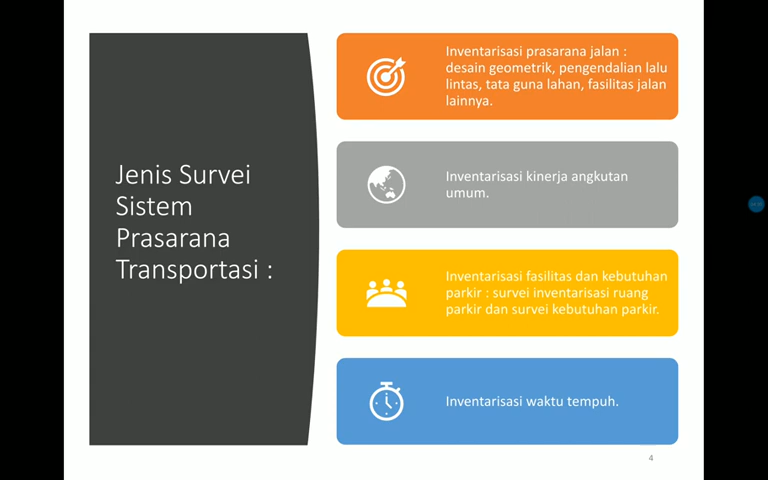 Jenis Survei
Sistem
Prasarana
Transportasi :
Inventarisasi prasarana jalan :
desain geometrik, pengendalian lalu
lintas, tata guna lahan, fasilitas jalan
lainnya.
Inventarisasi kinerja angkutan
umum.
Inventarisasi fasilitas dan kebutuhan
parkir : survei inventarisasi ruang
parkir dan survei kebutuhan parkir.
Inventarisasi waktu tempuh.
4